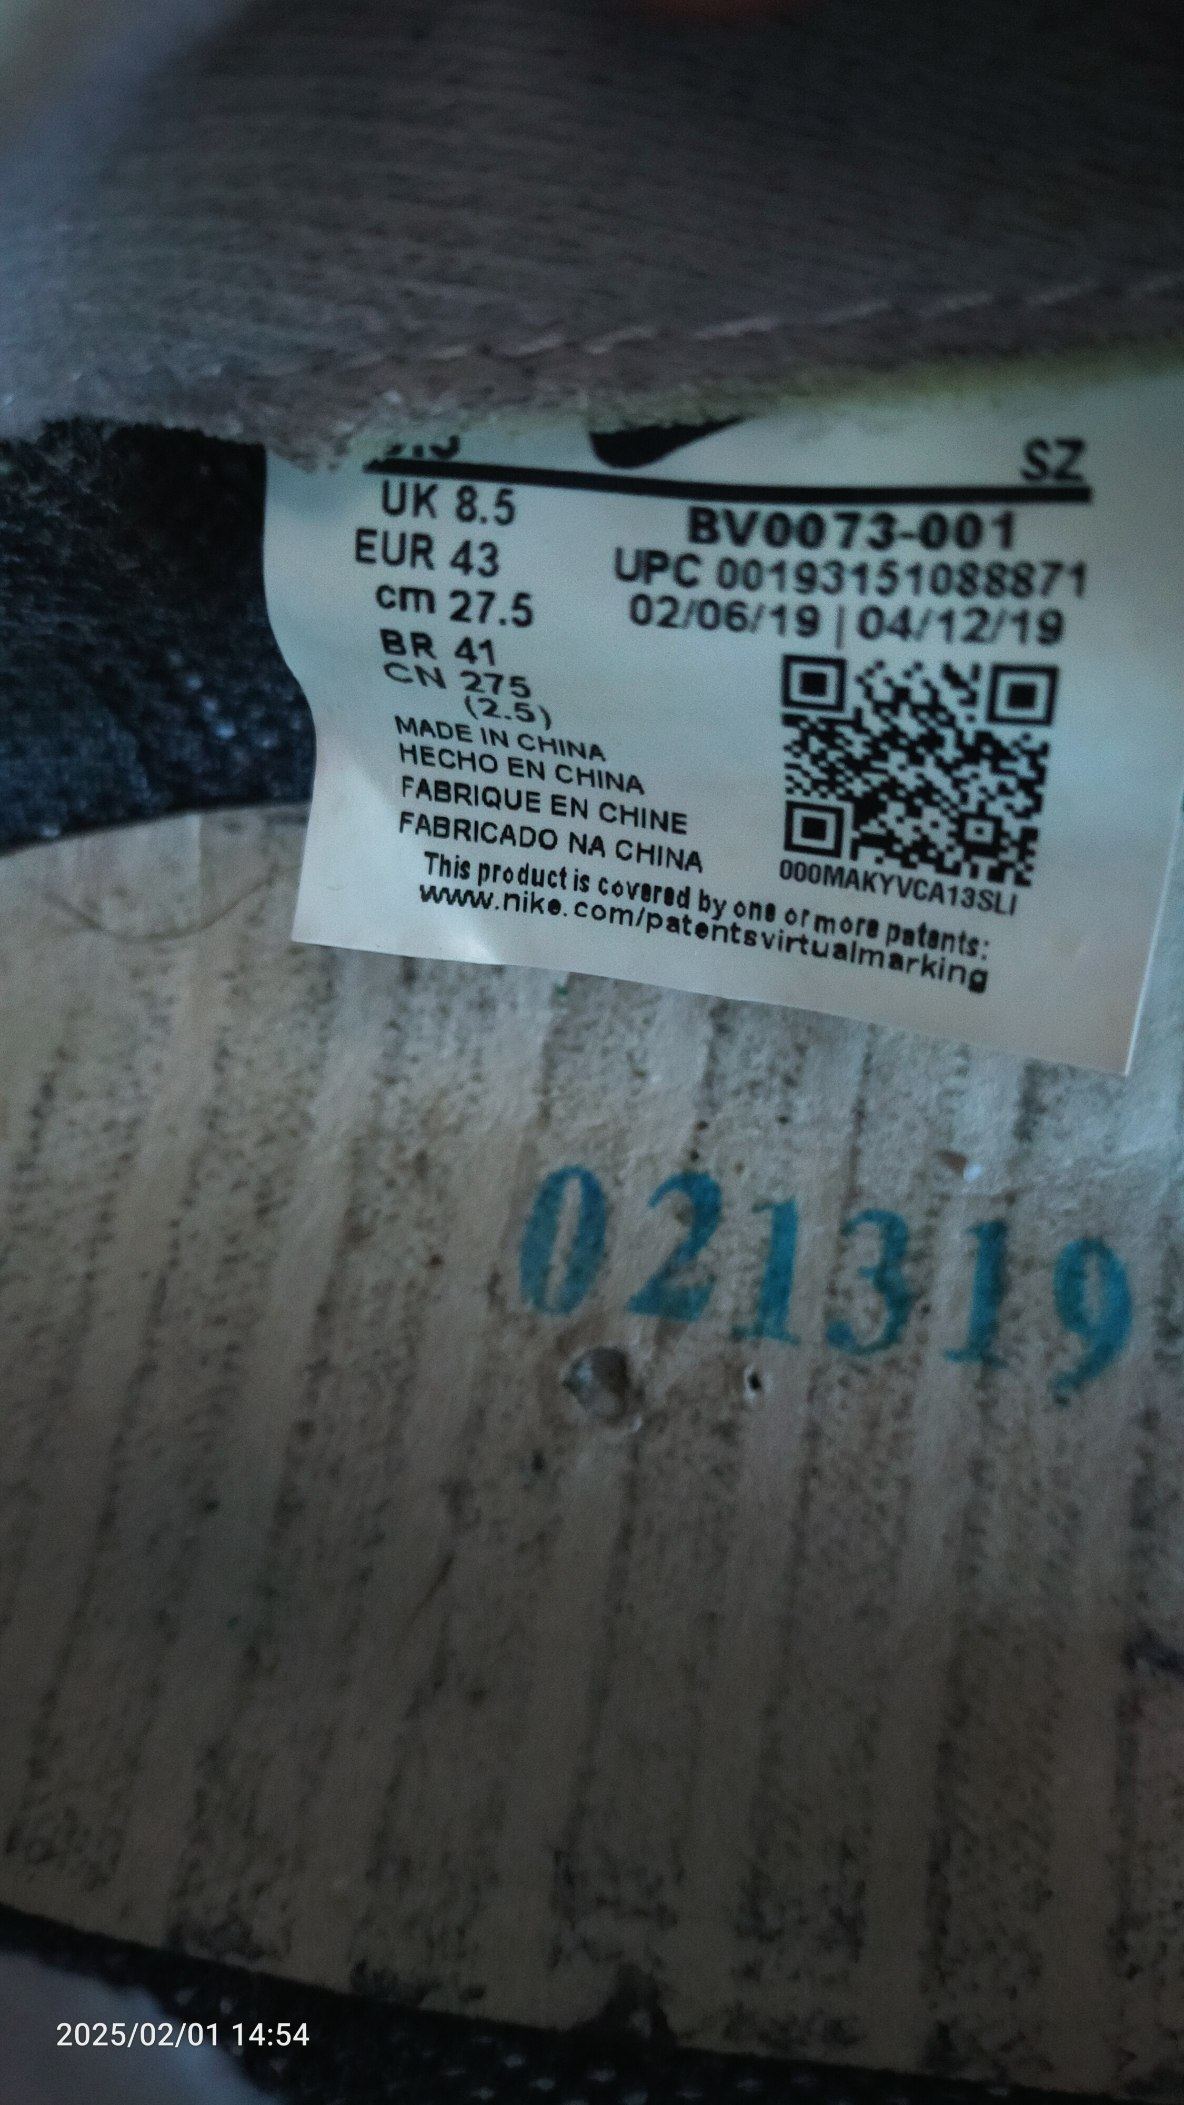 SZ
UK 8.5
EUR 43
cm 27.5
BR 41
CN 275
(2.5)
BV0073-001
UPC 00193151088871
02/06/19 | 04/12/19
MADE IN CHINA
HECHO EN CHINA
FABRIQUE EN CHINE
FABRICADO NA CHINA
000MAKYVCA13SLI
This product is covered by one or more patents:
www.nike.com/patentsvirtualmarking
021319
2025/02/01 14:54